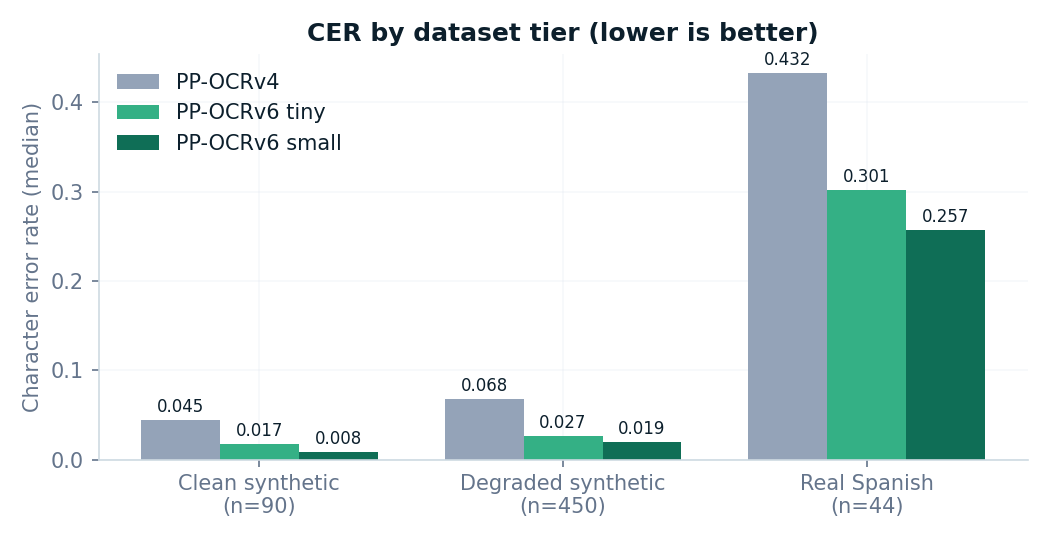 CER by dataset tier (lower is better)
PP-OCRv4
PP-OCRv6 tiny
PP-OCRv6 small
Character error rate (median)
0.4
0.3
0.2
0.1
0.0
0.045
0.017
0.008
0.068
0.027
0.019
0.432
0.301
0.257
Clean synthetic
(n=90)
Degraded synthetic
(n=450)
Real Spanish
(n=44)